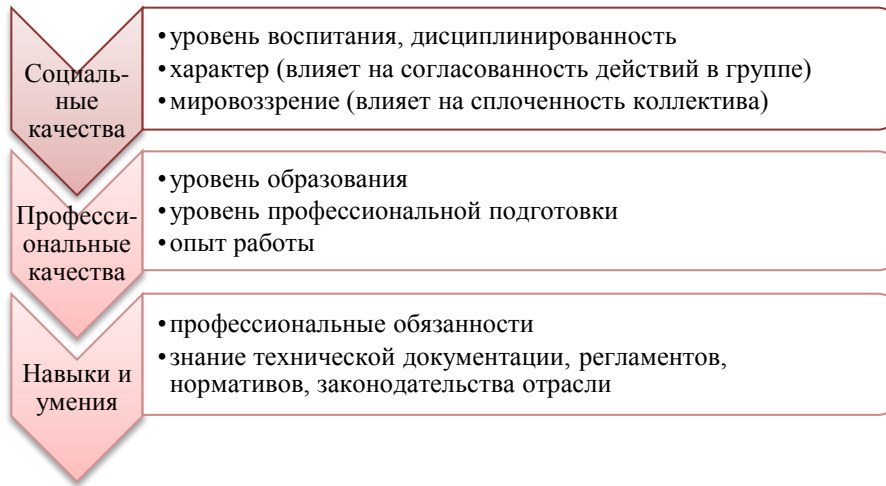 Социаль-
ные
качества
•уровень воспитания, дисциплинированность
•характер (влияет на согласованность действий в группе)
•мировоззрение (влияет на сплоченность коллектива)
Професси-
ональные
качества
•уровень образования
•уровень профессиональной подготовки
•опыт работы
Навыки и
умения
•профессиональные обязанности
•знание технической документации, регламентов,
нормативов, законодательства отрасли